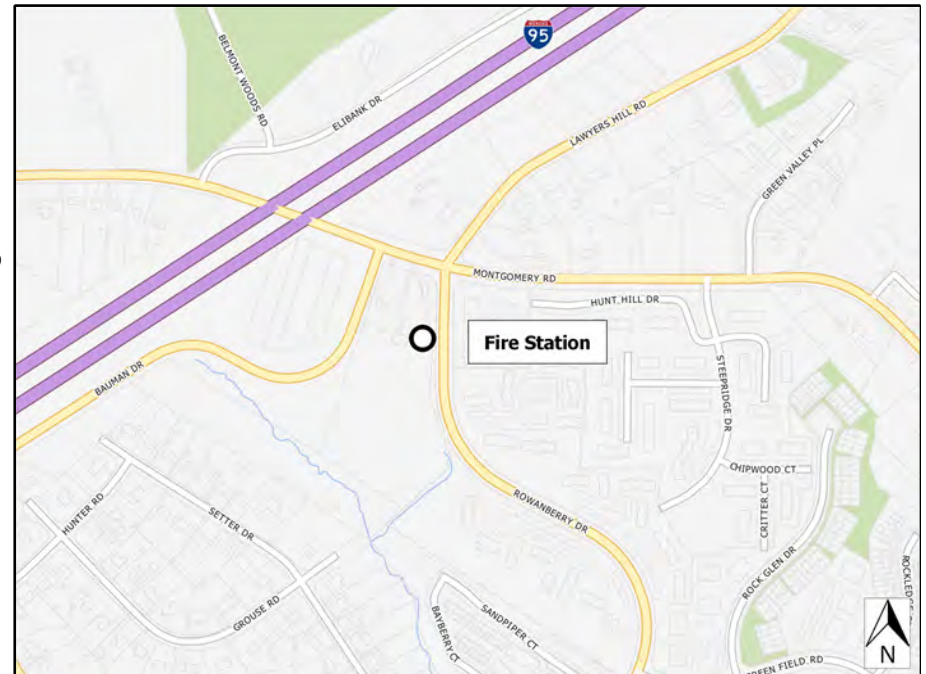 95
BELMONT WOODS RD
ELIBANK DR
LAWYERS HILL RD
GREEN VALLEY PL
MONTGOMERY RD
HUNT HILL DR
Fire Station
STEEPRIDGE DR
BAUMAN DR
CHIPWOOD CT
CRITTER CT
ROWANBERRY DR
HUNTER RD
SETTER DR
ROCK GLEN DR
GROUSE RD
SANDPIPER CT
BAYBERRY CT
N